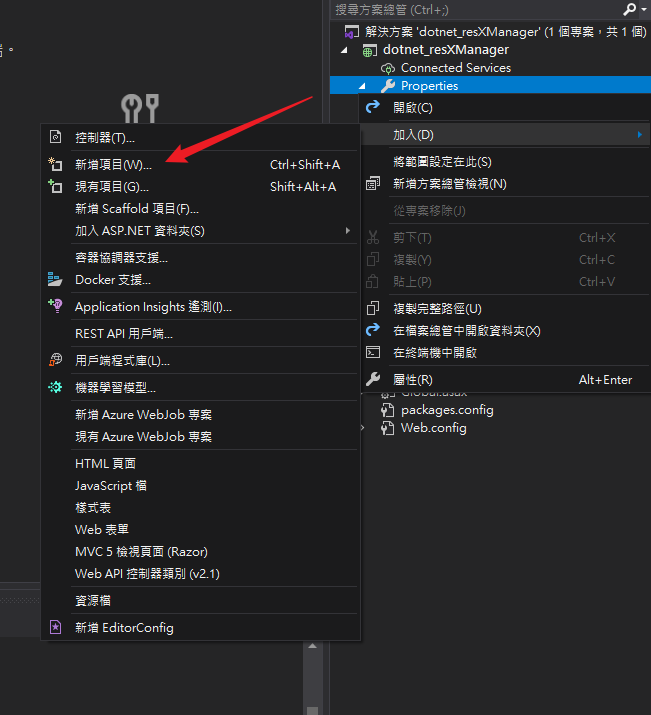 搜尋方案總管 (Ctrl+;)
解決方案 'dotnet_resXManager' (1 個專案，共 1 個)
dotnet_resXManager
Connected Services
Properties
開啟(C)
加入(D)
將範圍設定在此(S)
新增方案總管檢視(N)
從專案移除(J)
剪下(T) Ctrl+X
複製(Y) Ctrl+C
貼上(P) Ctrl+V
複製完整路徑(U)
在檔案總管中開啟資料夾(X)
在終端機中開啟
屬性(R) Alt+Enter
Global.asax
packages.config
Web.config
控制器(T)...
新增項目(W)... Ctrl+Shift+A
現有項目(G)... Shift+Alt+A
新增 Scaffold 項目(F)...
加入 ASP.NET 資料夾(S)
容器協調器支援...
Docker 支援...
Application Insights 遙測(I)...
REST API 用戶端...
用戶端程式庫(L)...
機器學習模型...
新增 Azure WebJob 專案
現有 Azure WebJob 專案
HTML 頁面
JavaScript 檔
樣式表
Web 表單
MVC 5 檢視頁面 (Razor)
Web API 控制器類別 (v2.1)
資源檔
新增 EditorConfig